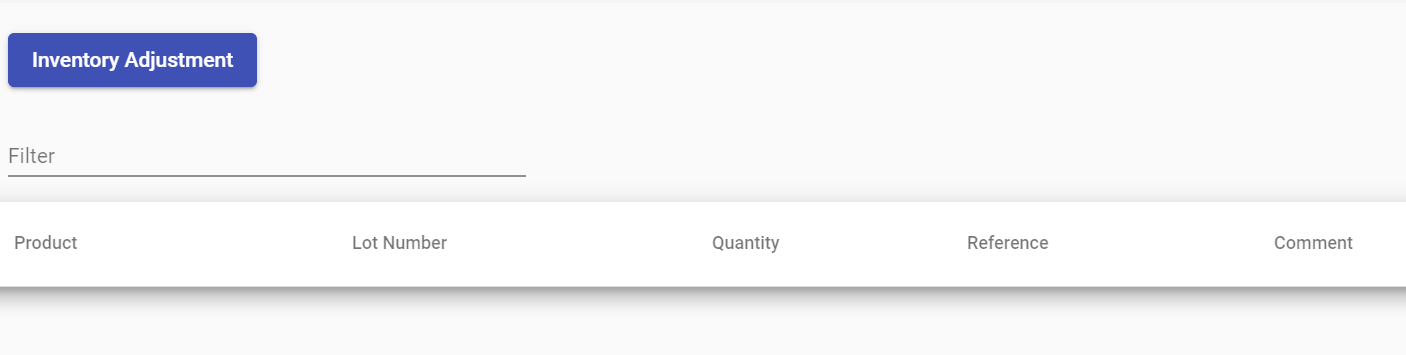 Inventory Adjustment
Filter
Product Lot Number Quantity Reference Comment